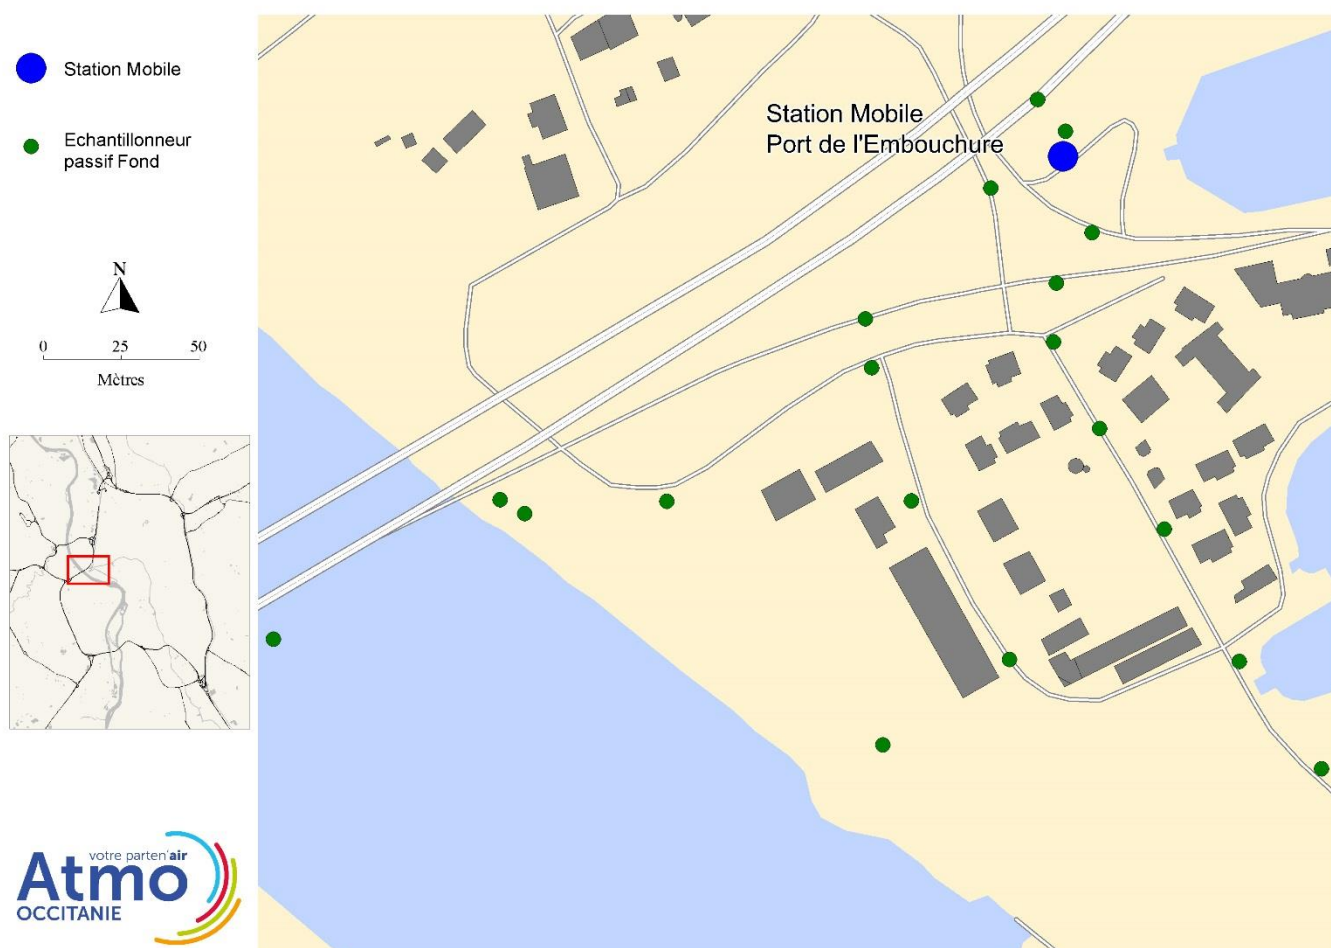 Station Mobile
Echantillonneur
passif Fond
N
0 25 50
Mètres
votre parten'air
Atmo
OCCITANIE
Station Mobile
Port de l'Embouchure